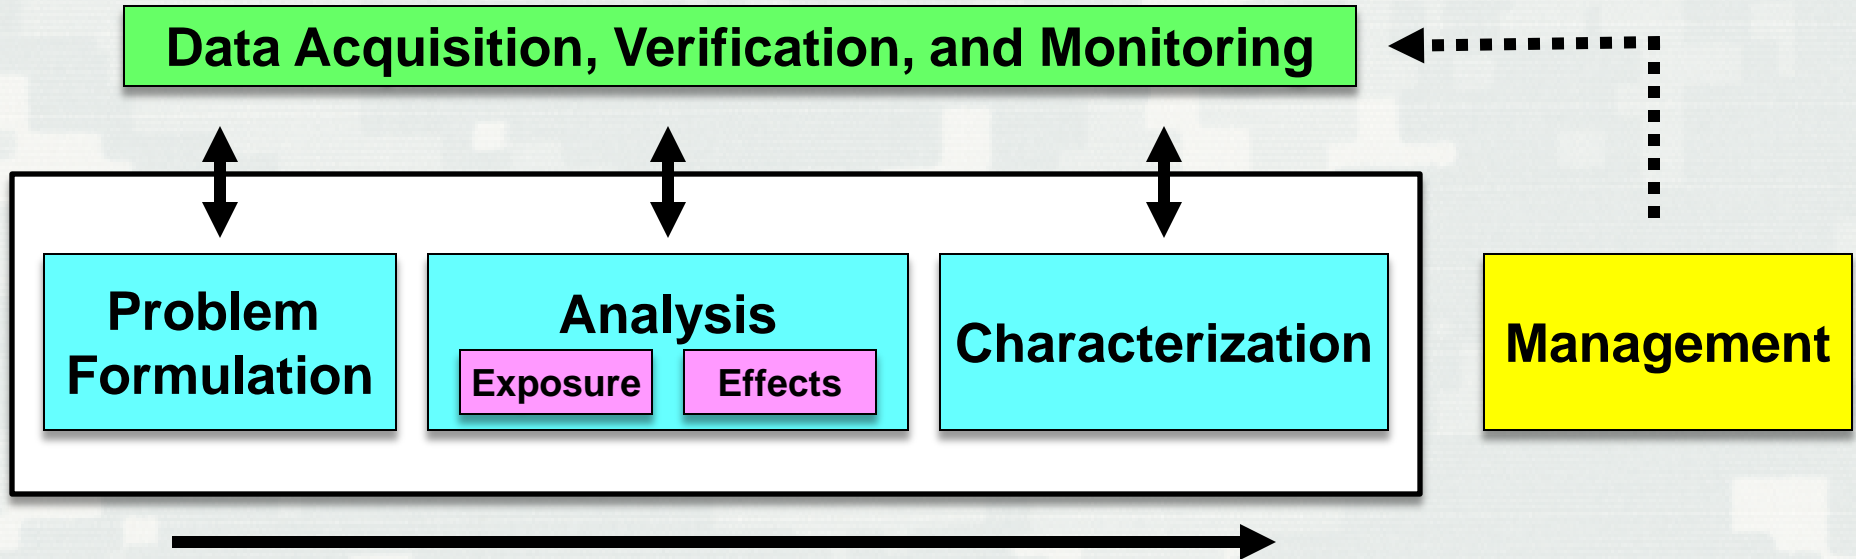 Data Acquisition, Verification, and Monitoring
Problem
Formulation
Analysis
Exposure
Effects
Characterization
Management